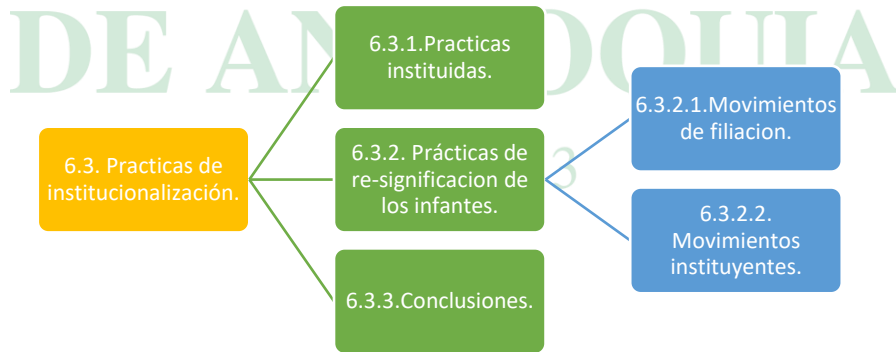 DE AN OQUIA
6.3.1.Practicas
instituidas.
6.3. Practicas de
institucionalización.
6.3.2. Prácticas de
re-significacion de
los infantes.
3
6.3.2.1.Movimientos
de filiacion.
6.3.2.2.
Movimientos
instituyentes.
6.3.3.Conclusiones.